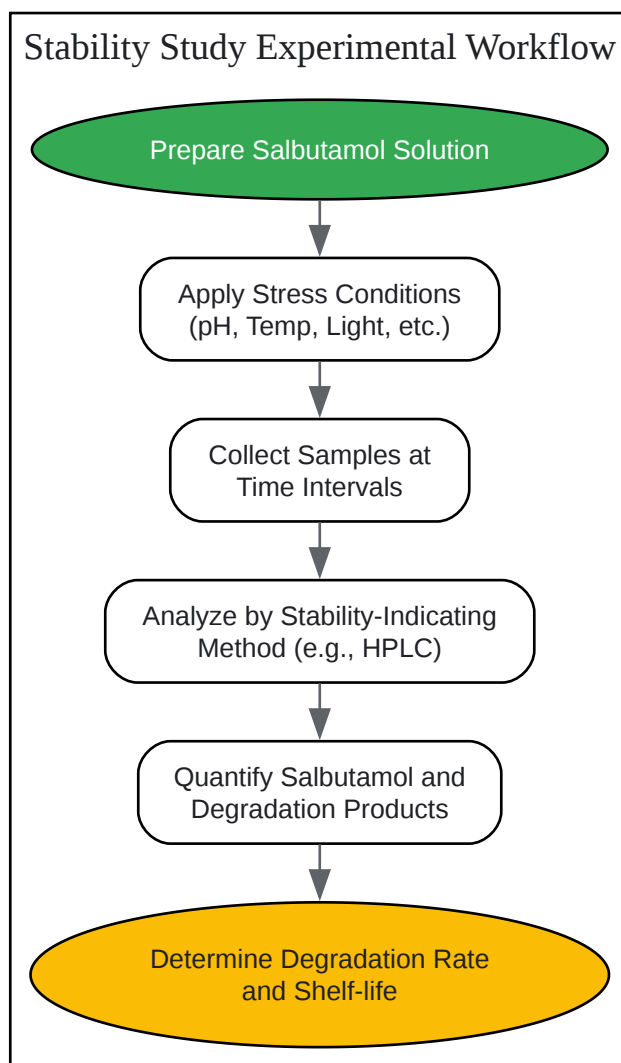 Stability Study Experimental Workflow
Prepare Salbutamol Solution
Apply Stress Conditions
(pH, Temp, Light, etc.)
Collect Samples at
Time Intervals
Analyze by Stability-Indicating
Method (e.g., HPLC)
Quantify Salbutamol and
Degradation Products
Determine Degradation Rate
and Shelf-life